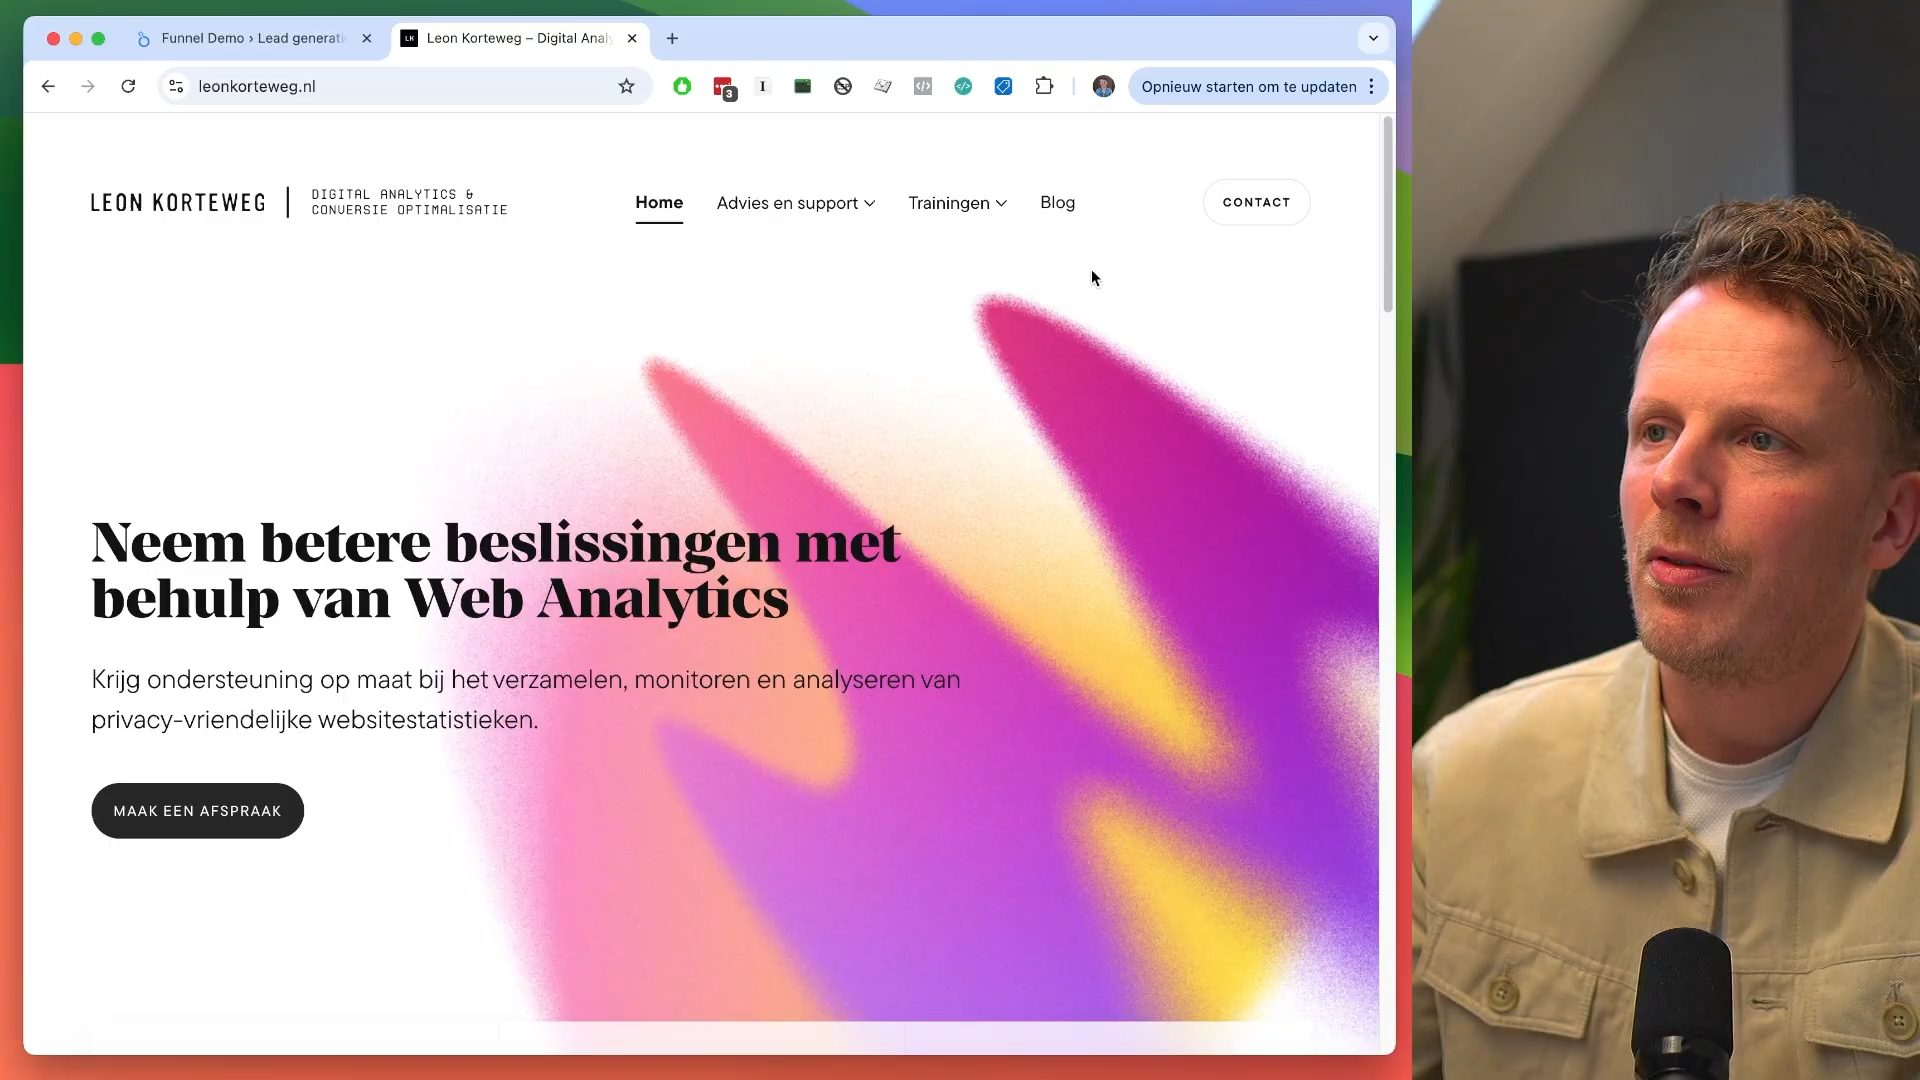 Funnel Demo › Lead generati
Leon Korteweg – Digital Analy
leonkorteweg.nl
3
Opnieuw starten om te updaten
LEON KORTEWEG
DIGITAL ANALYTICS &
CONVERSIE OPTIMALISATIE
Home
Advies en support
Trainingen
Blog
CONTACT
Neem betere beslissingen met
behulp van Web Analytics
Krijg ondersteuning op maat bij het verzamelen, monitoren en analyseren van
privacy-vriendelijke websitestatistieken.
MAAK EEN AFSPRAAK